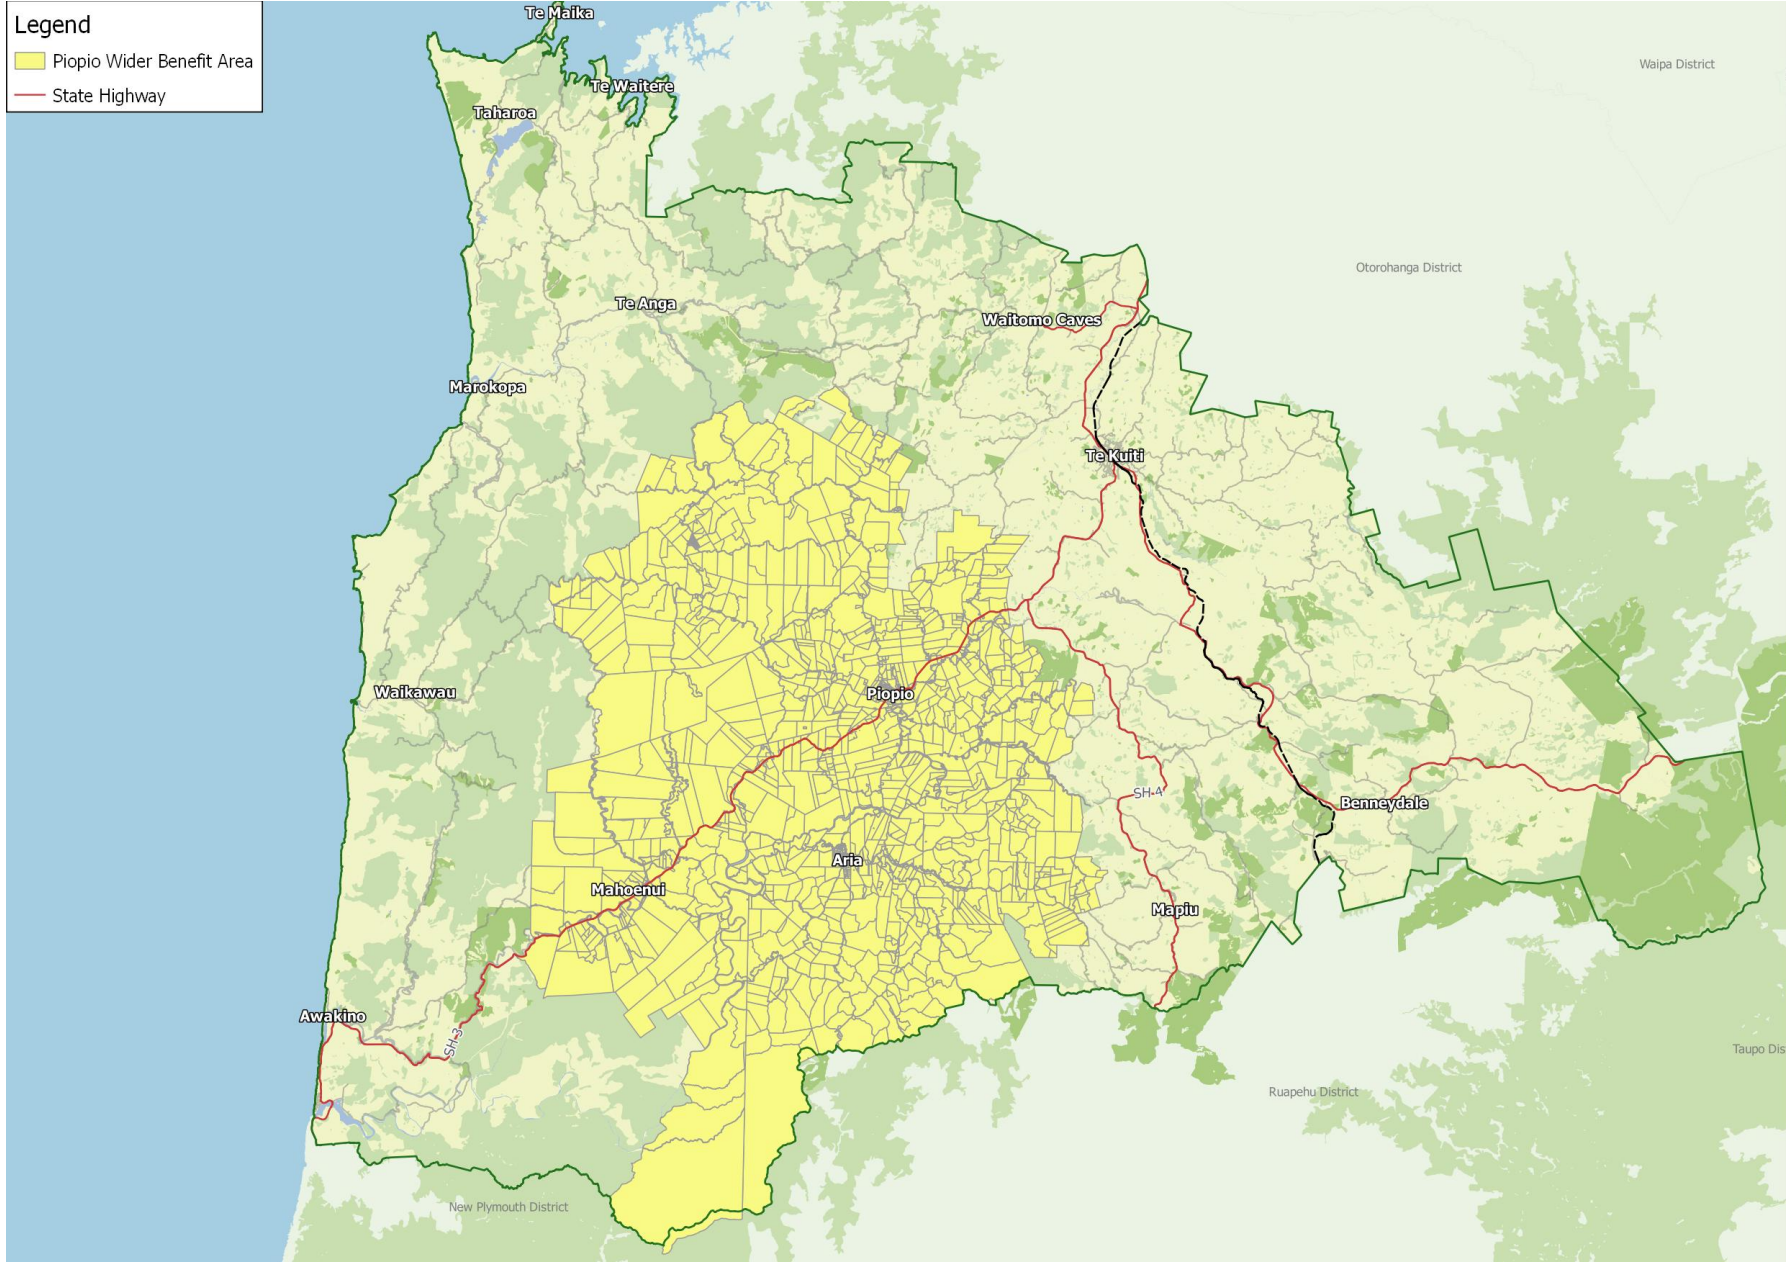 Legend
Piopio Wider Benefit Area
State Highway
Te Maika
Te Waitere
Taharoa
Waipa District
Otorohanga District
Te Anga
Waitomo Caves
Marokopa
Te Kuiti
Waikawau
Piopio
SH 4
Benneydale
Aria
Mahoenui
Mapiu
Awakino
SH 3
Taupo Dis
Ruapehu District
New Plymouth District